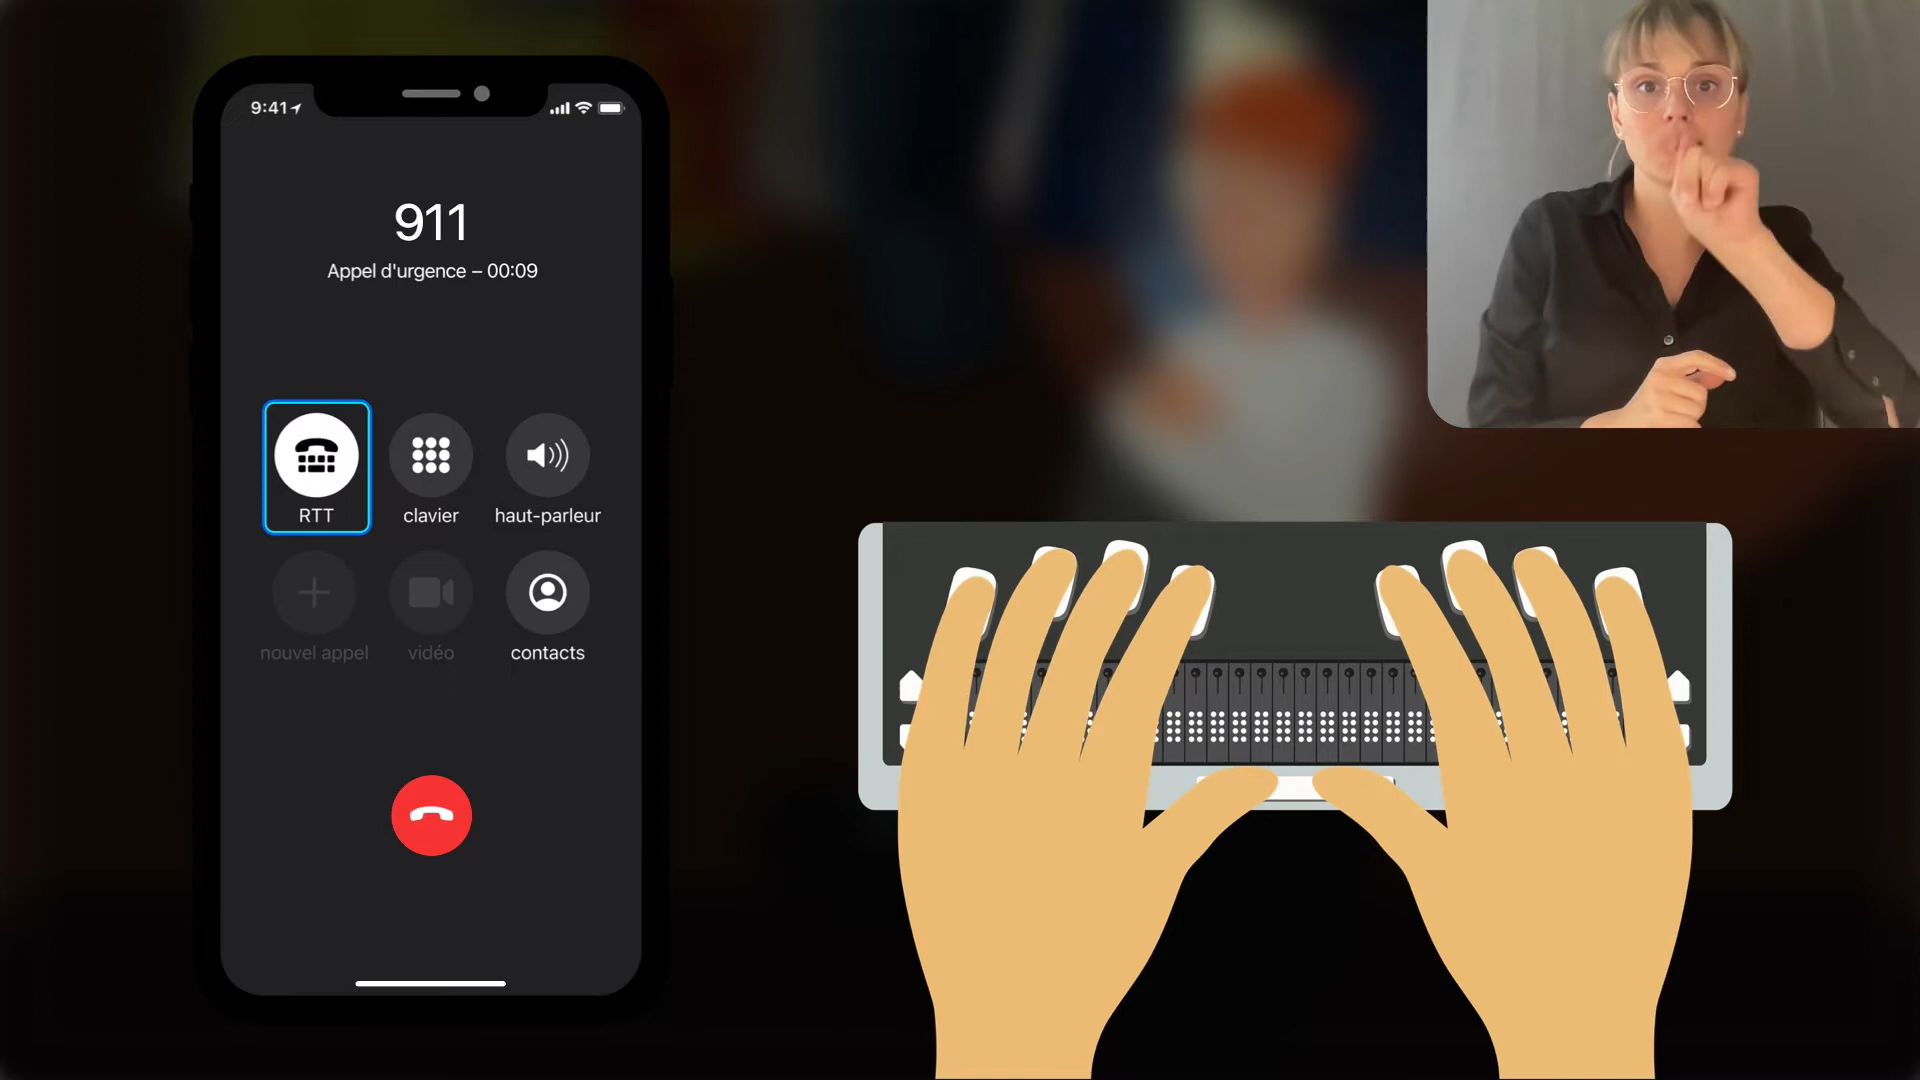 9:41
911
Appel d'urgence – 00:09
RTT
clavier
haut-parleur
nouvel appel
vidéo
contacts